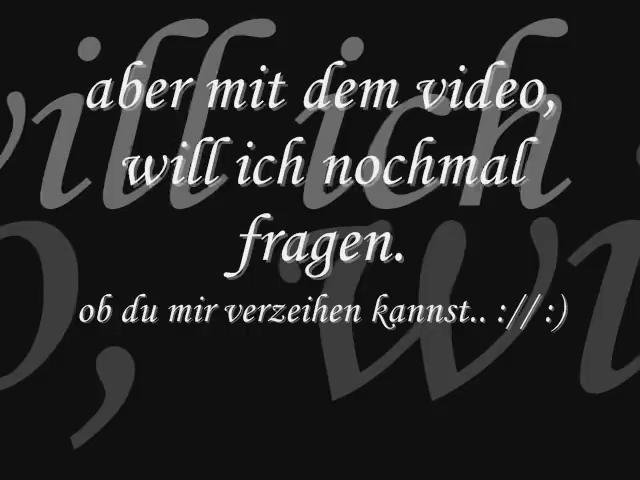 aber mit dem video,
will ich nochmal
fragen.
ob du mir verzeihen kannst.. :// :)